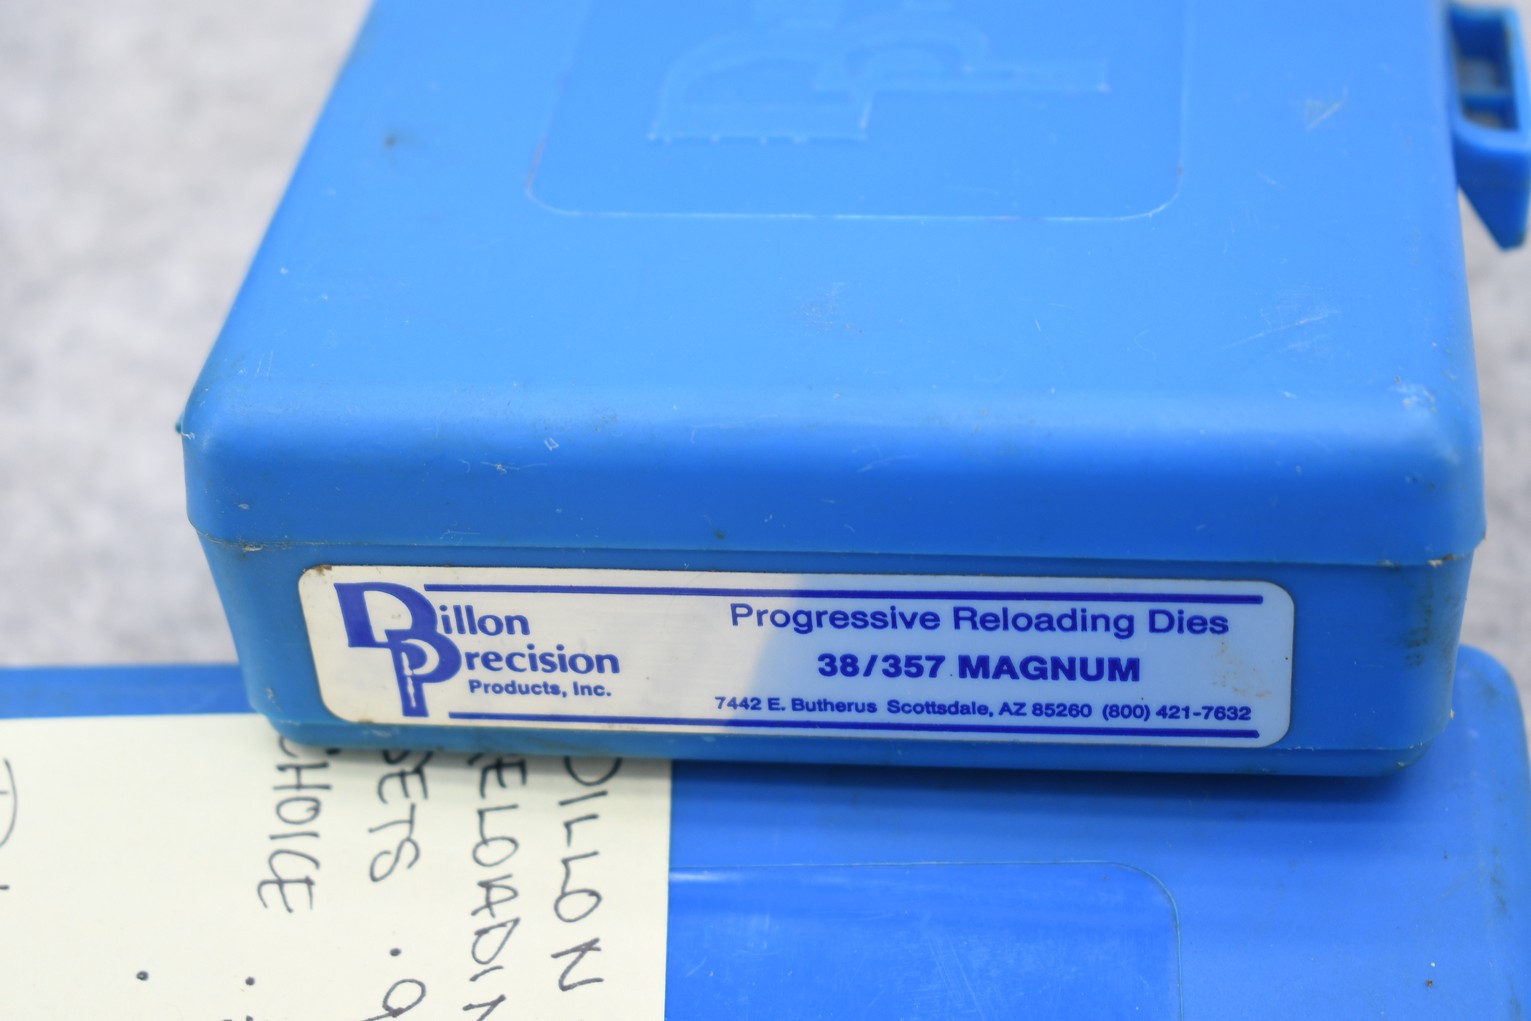 Dillon
Precision
Products, Inc.
Progressive Reloading Dies
38/357 MAGNUM
7442 E. Butherus Scottsdale, AZ 85260 (800) 421-7632
DILLON
SETS
CHOICE